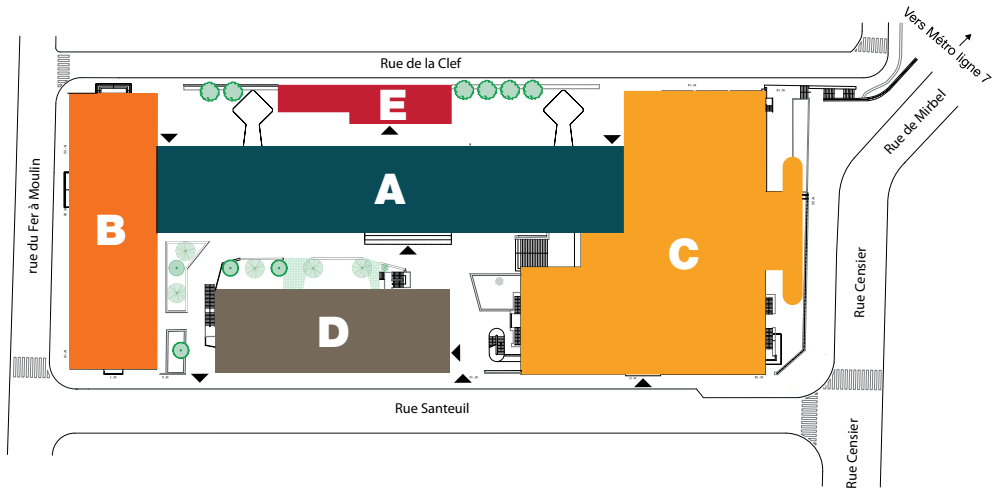 Vers Métro ligne 7
Rue de la Clef
Rue de Mirbel
E
A
B
C
D
rue du Fer à Moulin
Rue Censier
Rue Santeuil
Rue Censier